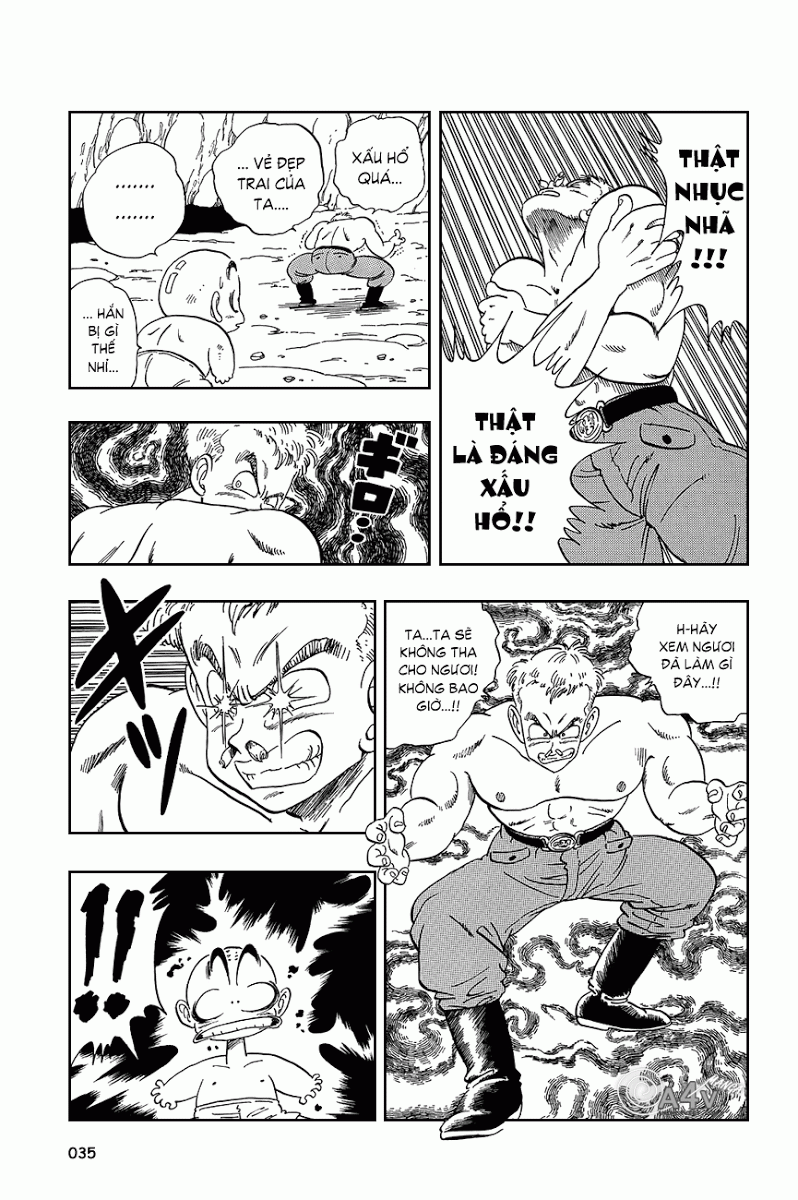 THẬT
NHỤC
NHÃ
!!!
THẬT
LÀ ĐÁNG
XẤU
HỔ!!
XẤU HỔ
QUÁ...
... VẺ ĐẸP
TRAI CỦA
TA....
........
........
... HẮN
BỊ GÌ
THẾ
NHỈ...
ギロ...
H-HÃY
XEM NGƯƠI
ĐÃ LÀM GÌ
ĐÂY...!!
TA...TA SẼ
KHÔNG THA
CHO NGƯƠI!
KHÔNG BAO
GIỜ...!!
!!
A4V
035